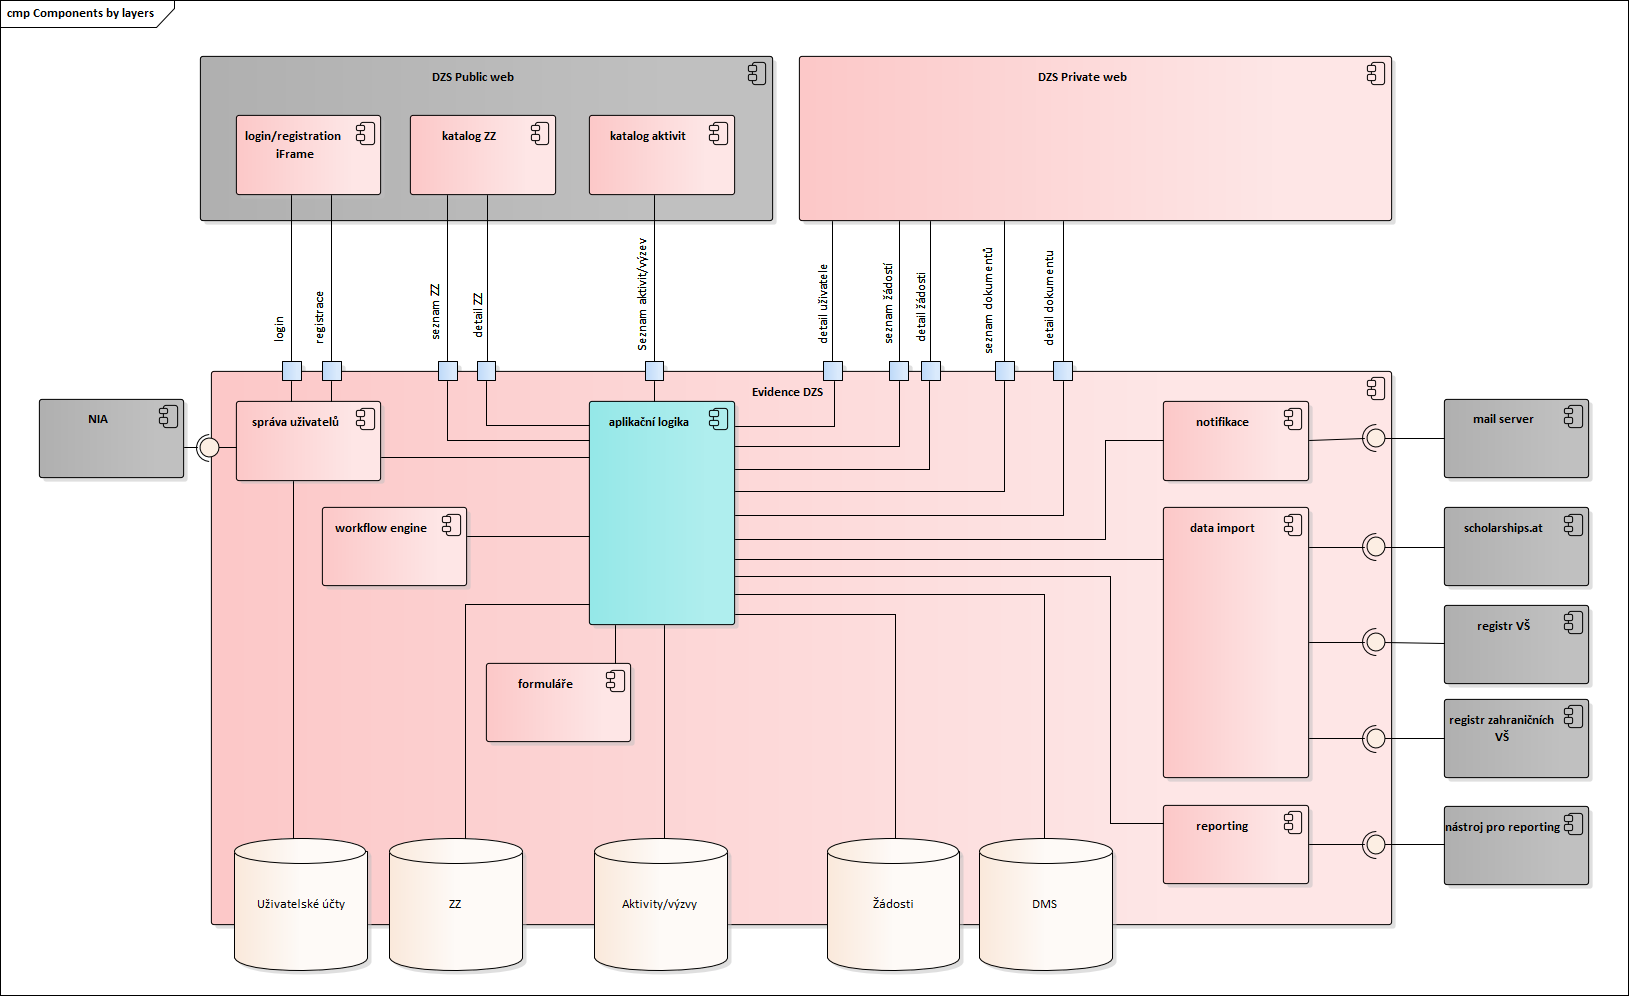 cmp Components by layers
DZS Public web
DZS Private web
login/registration
iFrame
katalog ZZ
katalog aktivit
login
registrace
seznam ZZ
detail ZZ
Seznam aktivit/výzev
detail uživatele
seznam žádostí
detail žádosti
seznam dokumentů
detail dokumentu
Evidence DZS
NIA
správa uživatelů
aplikační logika
notifikace
mail server
workflow engine
data import
scholarships.at
registr VŠ
formuláře
registr zahraničních
VŠ
reporting
nástroj pro reporting
Uživatelské účty
ZZ
Aktivity/výzvy
Žádosti
DMS